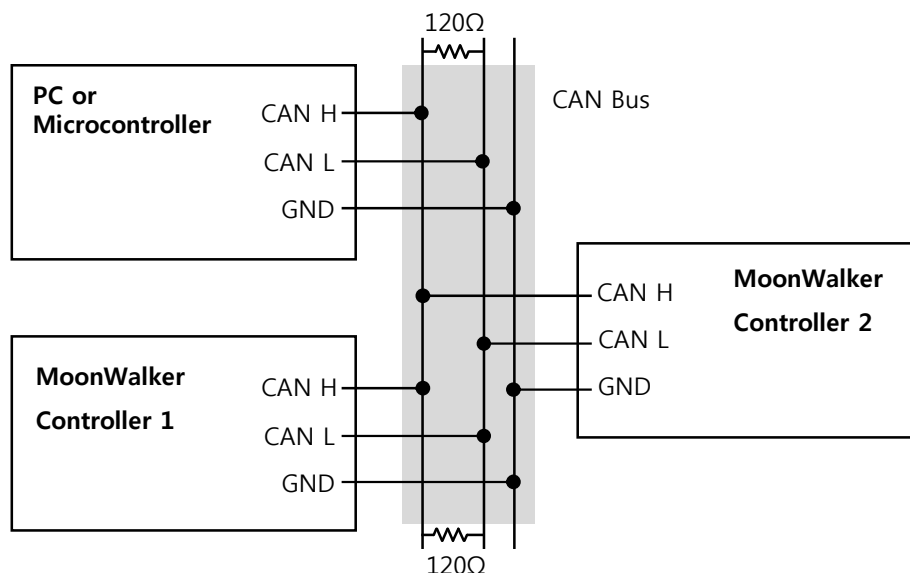 120Ω
PC or
Microcontroller
CAN H
CAN L
GND
CAN Bus
MoonWalker
Controller 2
CAN H
CAN L
GND
MoonWalker
Controller 1
CAN H
CAN L
GND
120Ω